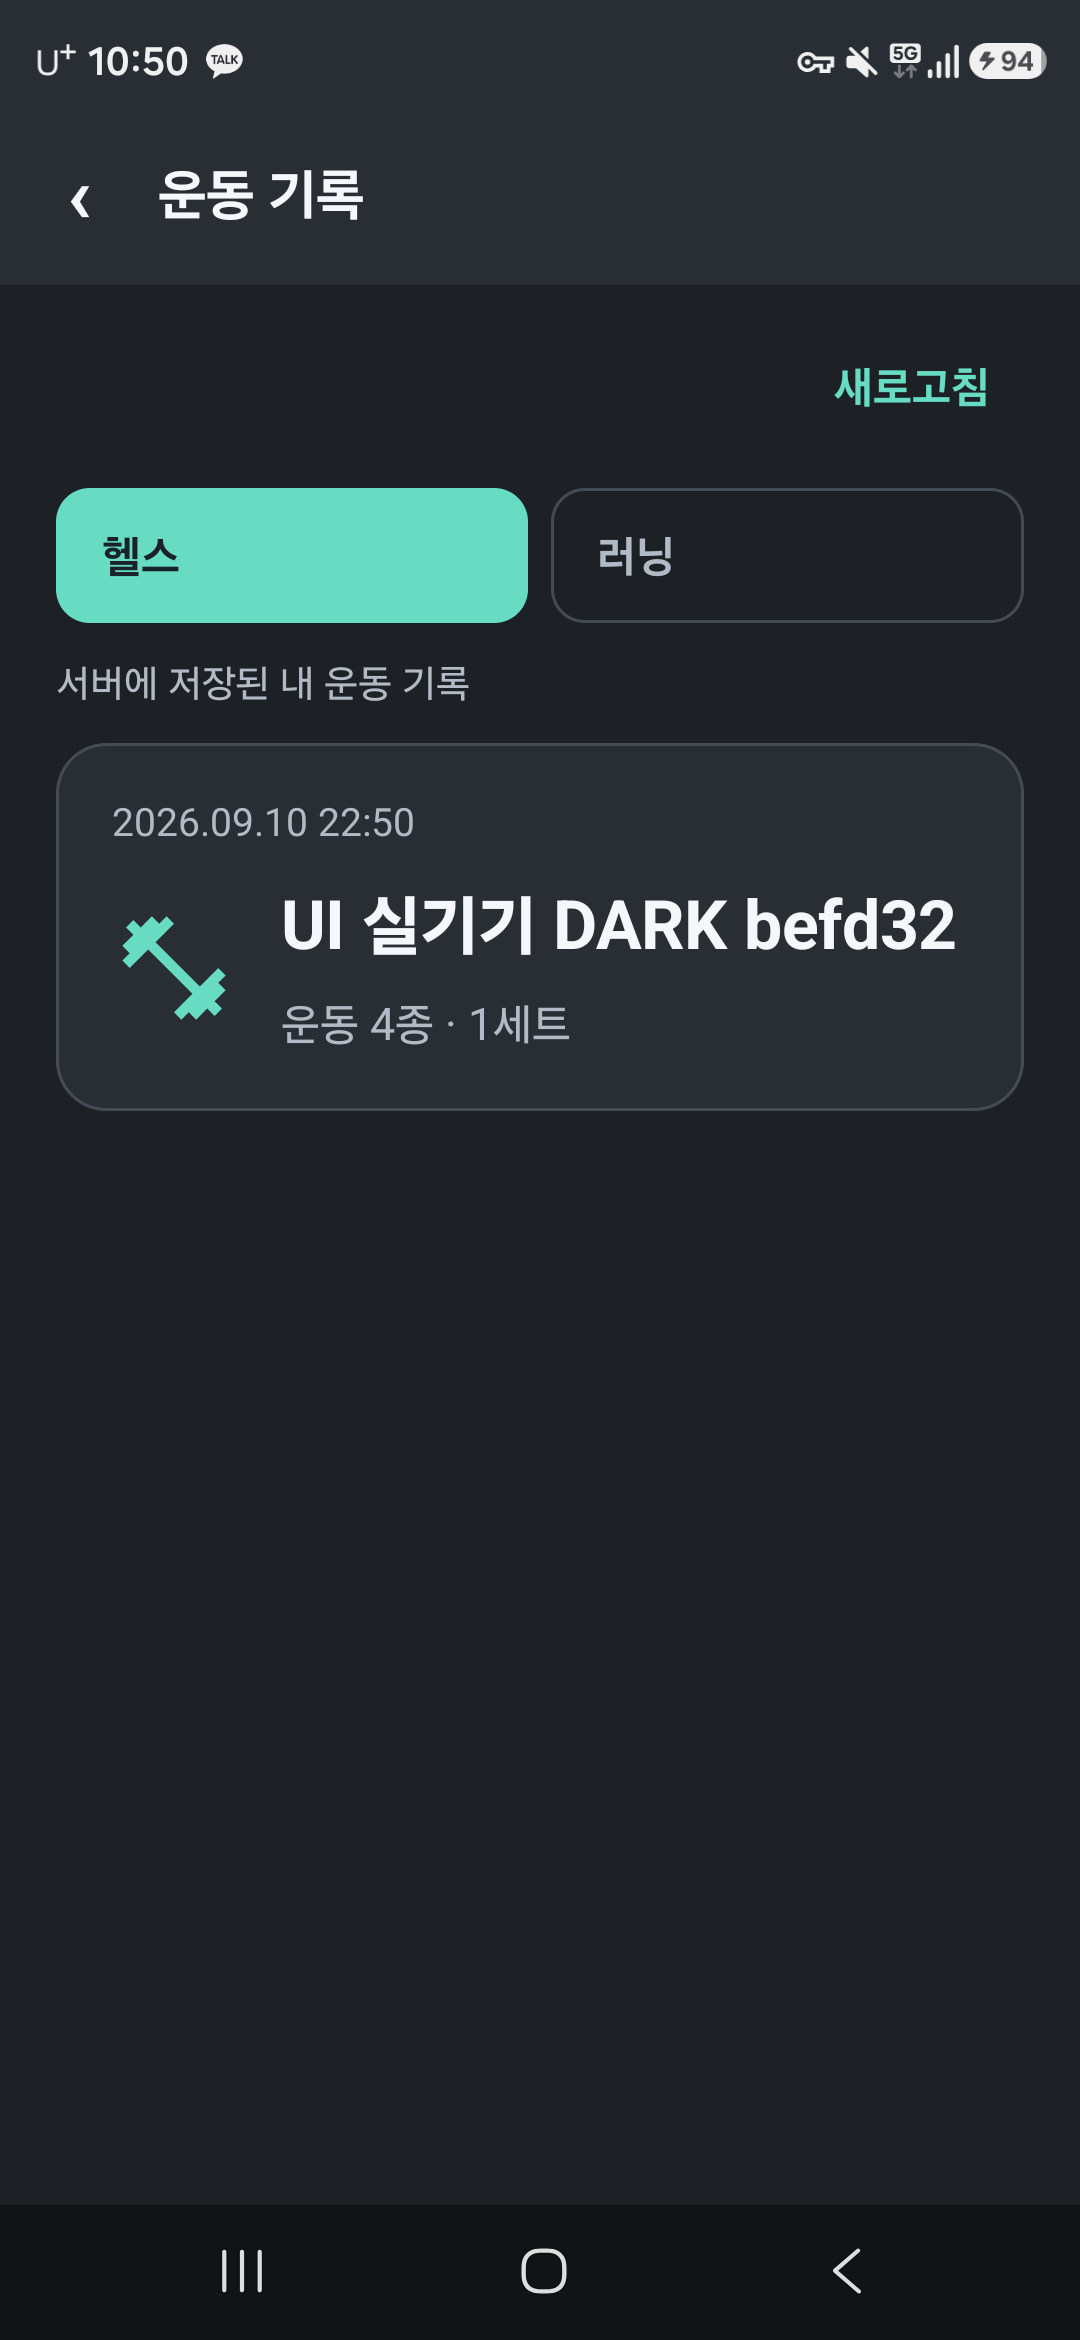 U+ 10:50 TALK 5G 94
운동 기록
새로고침
헬스 러닝
서버에 저장된 내 운동 기록
2026.09.10 22:50
UI 실기기 DARK befd32
운동 4종 · 1세트